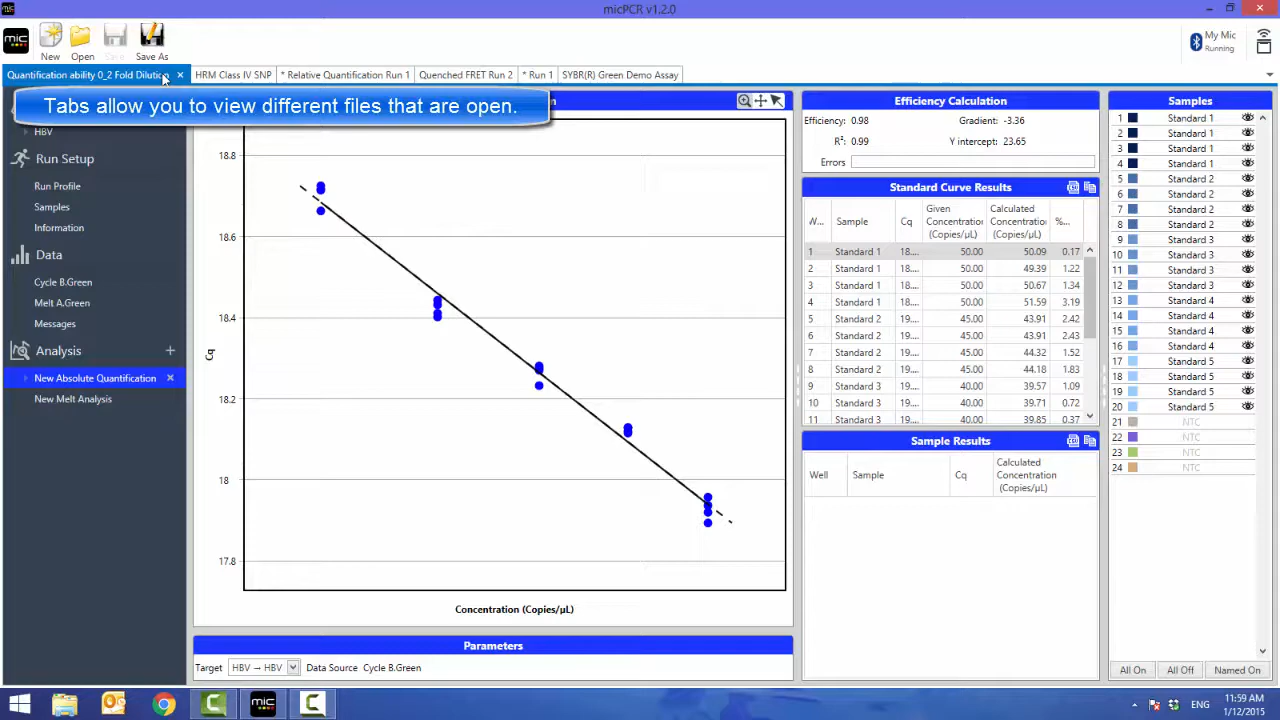 micPCR v1.2.0
mic
New
Open
Save
Save As
My Mic
Running
Quantification ability 0_2 Fold Dilution
HRM Class IV SNP
* Relative Quantification Run 1
Quenched FRET Run 2
* Run 1
SYBR(R) Green Demo Assay
Tabs allow you to view different files that are open.
HBV
Run Setup
Run Profile
Samples
Information
Data
Cycle B.Green
Melt A.Green
Messages
Analysis
New Absolute Quantification
New Melt Analysis
18.8
18.6
18.4
18.2
18
17.8
Cq
Concentration (Copies/µL)
Parameters
Target HBV → HBV Data Source Cycle B.Green
Efficiency Calculation
Efficiency: 0.98 Gradient: -3.36
R²: 0.99 Y intercept: 23.65
Errors
Standard Curve Results
W... Sample Cq Given Concentration (Copies/µL) Calculated Concentration (Copies/µL) %...
1 Standard 1 18.... 50.00 50.09 0.17
2 Standard 1 18.... 50.00 49.39 1.22
3 Standard 1 18.... 50.00 50.67 1.34
4 Standard 1 18.... 50.00 51.59 3.19
5 Standard 2 19.... 45.00 43.91 2.42
6 Standard 2 19.... 45.00 43.91 2.43
7 Standard 2 19.... 45.00 44.32 1.52
8 Standard 2 19.... 45.00 44.18 1.83
9 Standard 3 19.... 40.00 39.57 1.09
10 Standard 3 19.... 40.00 39.71 0.72
11 Standard 3 19.... 40.00 39.85 0.37
Sample Results
Well Sample Cq Calculated Concentration (Copies/µL)
Samples
1 Standard 1
2 Standard 1
3 Standard 1
4 Standard 1
5 Standard 2
6 Standard 2
7 Standard 2
8 Standard 2
9 Standard 3
10 Standard 3
11 Standard 3
12 Standard 3
13 Standard 4
14 Standard 4
15 Standard 4
16 Standard 4
17 Standard 5
18 Standard 5
19 Standard 5
20 Standard 5
21 NTC
22 NTC
23 NTC
24 NTC
All On
All Off
Named On
mic
ENG
11:59 AM
1/12/2015